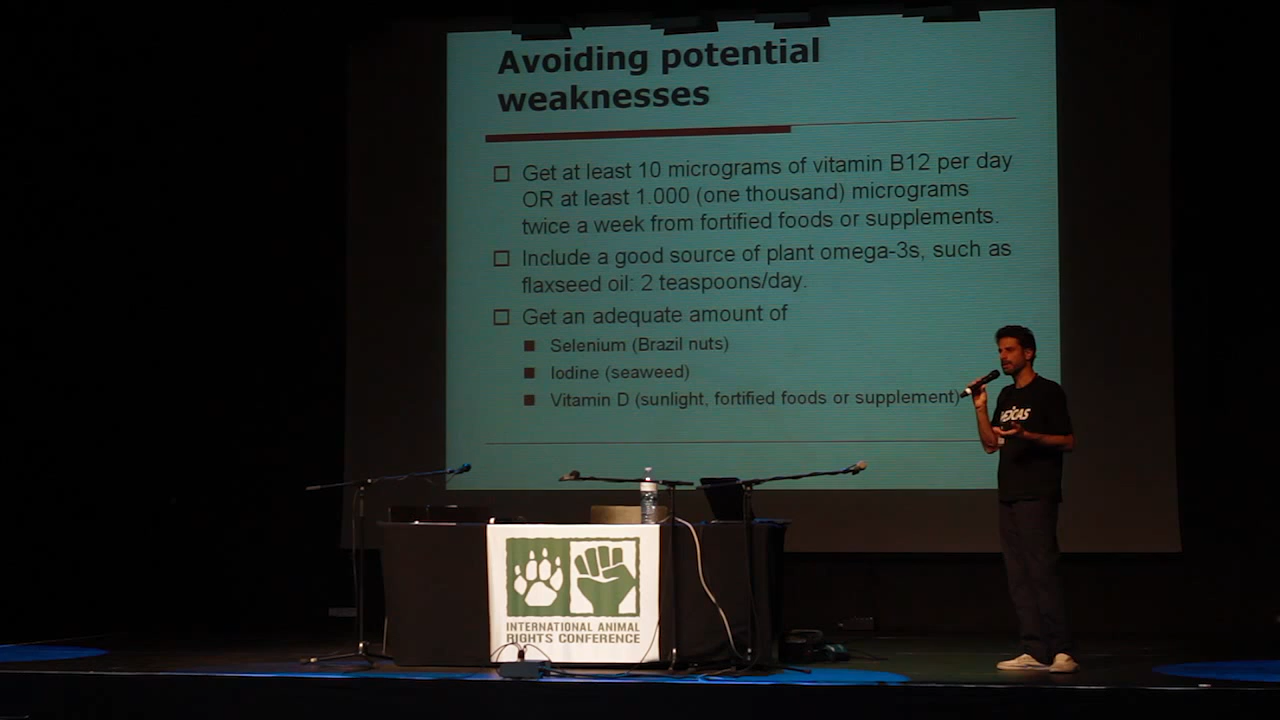 Avoiding potential
weaknesses
Get at least 10 micrograms of vitamin B12 per day
OR at least 1.000 (one thousand) micrograms
twice a week from fortified foods or supplements.
Include a good source of plant omega-3s, such as
flaxseed oil: 2 teaspoons/day.
Get an adequate amount of
Selenium (Brazil nuts)
Iodine (seaweed)
Vitamin D (sunlight, fortified foods or supplement)
INTERNATIONAL ANIMAL
RIGHTS CONFERENCE